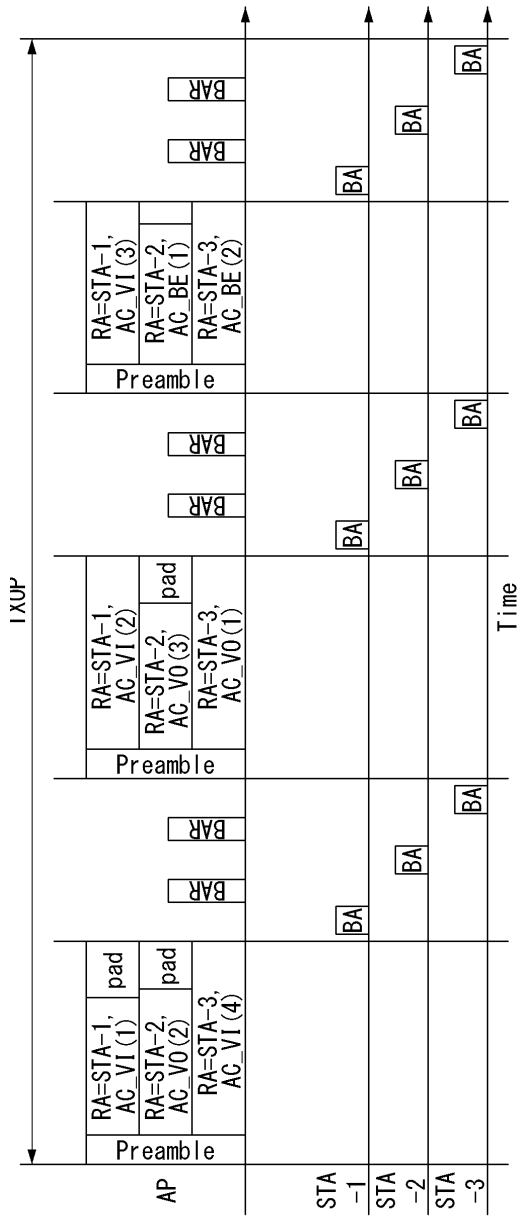 TXOP
AP
Preamble
RA=STA-1,
AC_VI(1)
pad
RA=STA-2,
AC_VO(2)
pad
RA=STA-3,
AC_VI(4)
BAR
BAR
Preamble
RA=STA-1,
AC_VI(2)
RA=STA-2,
AC_VO(3)
pad
RA=STA-3,
AC_VO(1)
BAR
BAR
Preamble
RA=STA-1,
AC_VI(3)
RA=STA-2,
AC_BE(1)
RA=STA-3,
AC_BE(2)
BAR
BAR
STA
-1
BA
BA
BA
STA
-2
BA
BA
BA
STA
-3
BA
BA
BA
Time